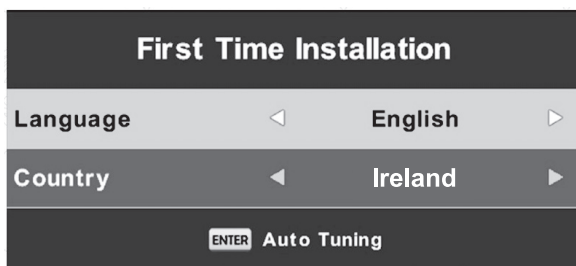 First Time Installation
Language English
Country Ireland
ENTER Auto Tuning